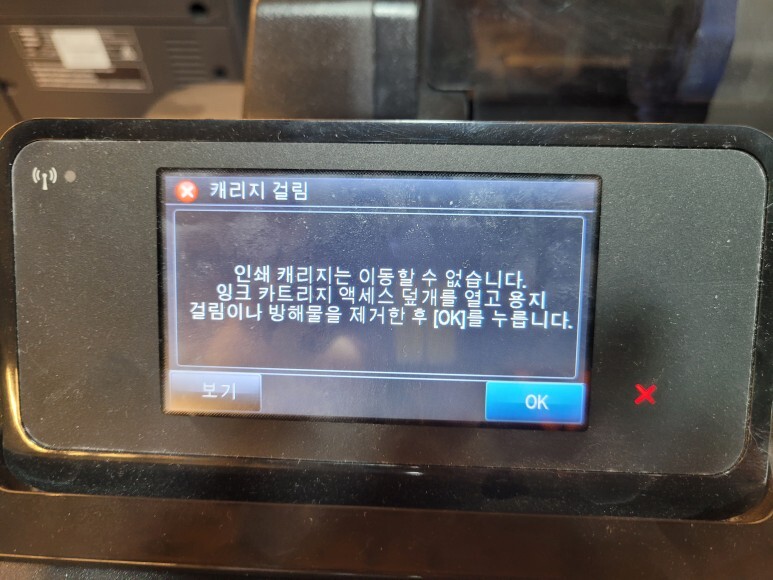 캐리지 걸림
인쇄 캐리지는 이동할 수 없습니다.
잉크 카트리지 액세스 덮개를 열고 용지
걸림이나 방해물을 제거한 후 [OK]를 누릅니다.
보기
OK